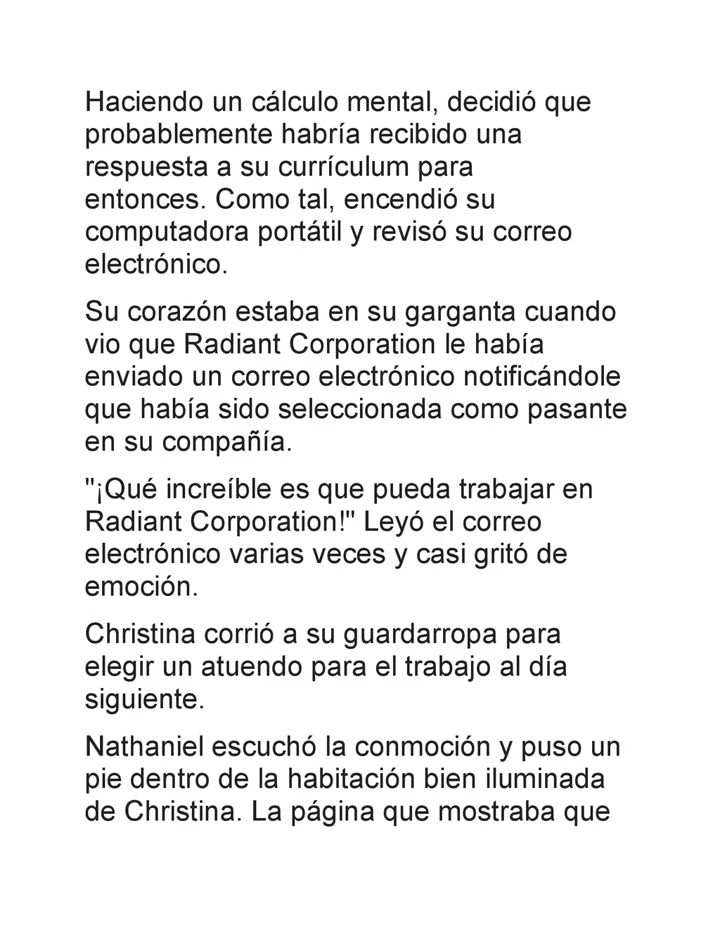 Haciendo un cálculo mental, decidió que
probablemente habría recibido una
respuesta a su currículum para
entonces. Como tal, encendió su
computadora portátil y revisó su correo
electrónico.
Su corazón estaba en su garganta cuando
vio que Radiant Corporation le había
enviado un correo electrónico notificándole
que había sido seleccionada como pasante
en su compañía.
"¡Qué increíble es que pueda trabajar en
Radiant Corporation!" Leyó el correo
electrónico varias veces y casi gritó de
emoción.
Christina corrió a su guardarropa para
elegir un atuendo para el trabajo al día
siguiente.
Nathaniel escuchó la conmoción y puso un
pie dentro de la habitación bien iluminada
de Christina. La página que mostraba que